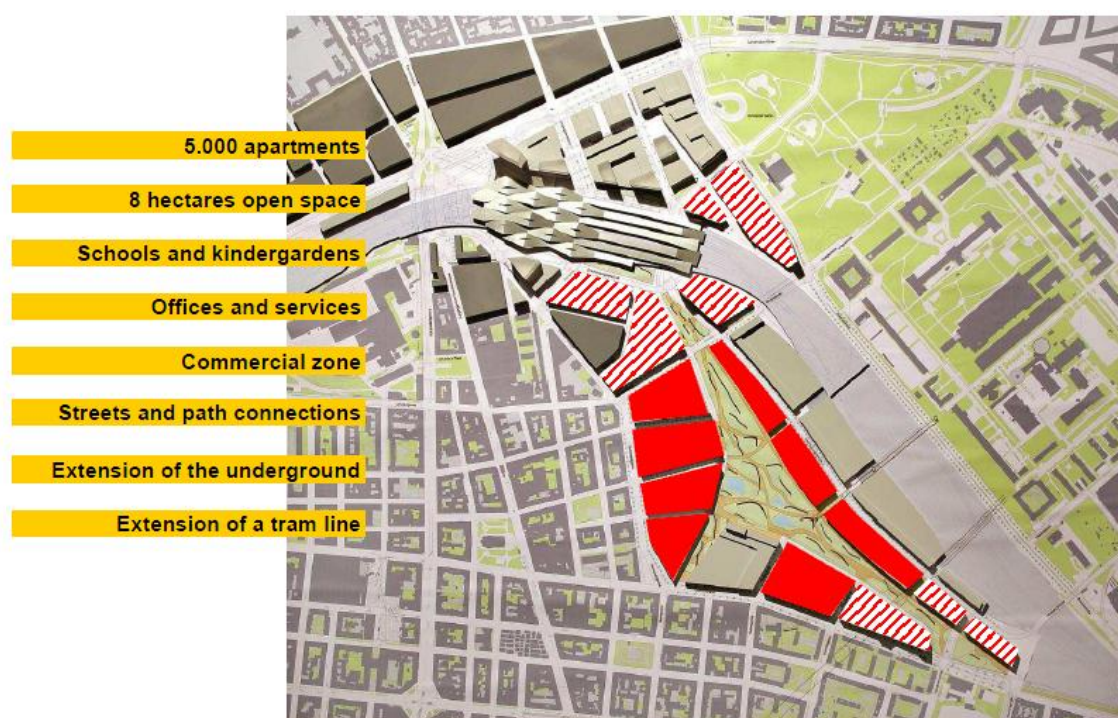 5.000 apartments
8 hectares open space
Schools and kindergardens
Offices and services
Commercial zone
Streets and path connections
Extension of the underground
Extension of a tram line